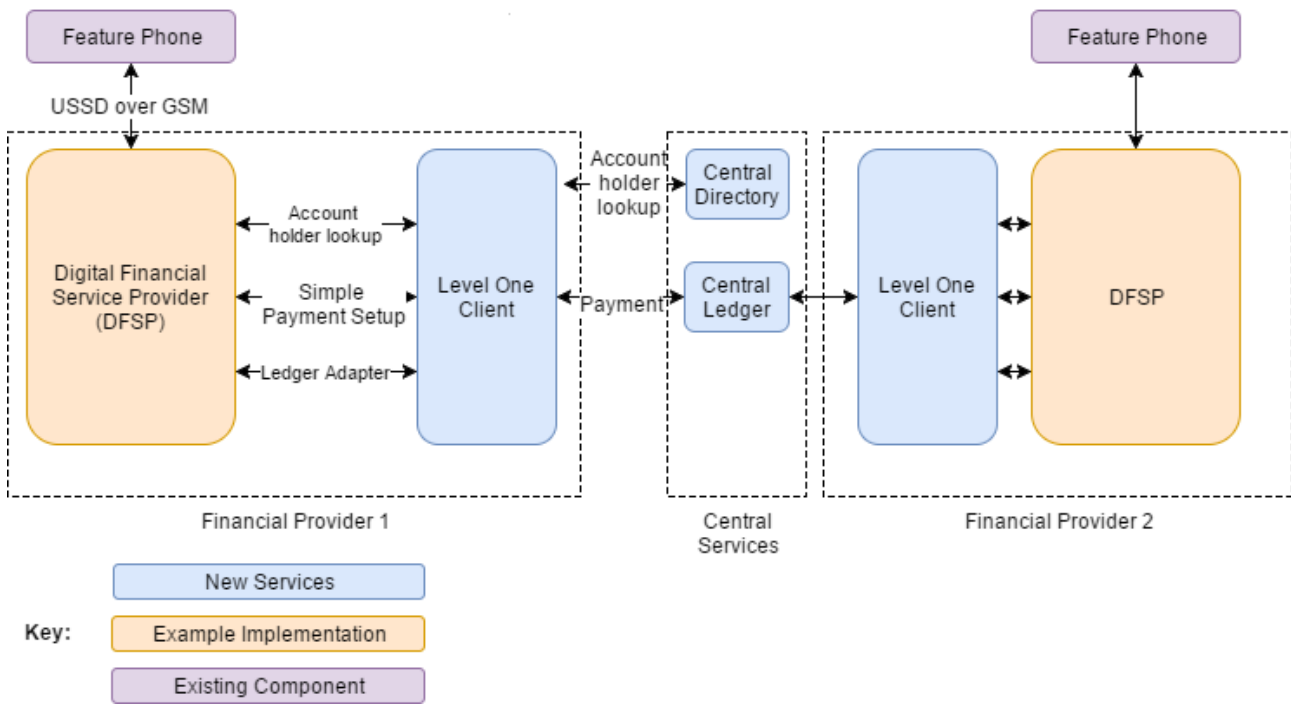 Feature Phone
Feature Phone
USSD over GSM
Digital Financial
Service Provider
(DFSP)
Account
holder lookup
Simple
Payment Setup
Ledger Adapter
Level One
Client
Account
holder
lookup
Payment
Central
Directory
Central
Ledger
Level One
Client
DFSP
Financial Provider 1
Central
Services
Financial Provider 2
Key:
New Services
Example Implementation
Existing Component